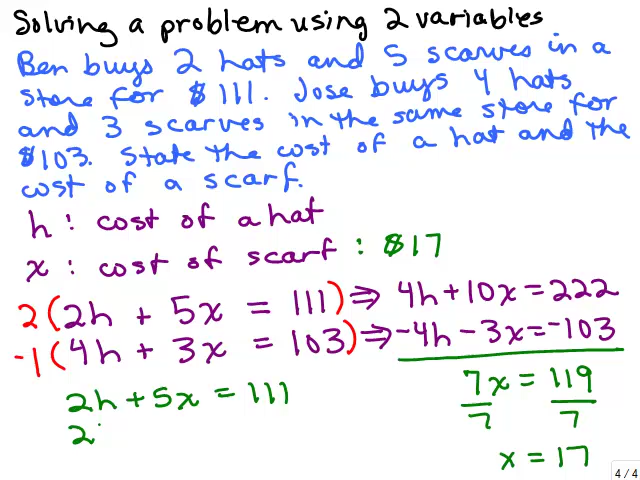 Solving a problem using 2 variables
Ben buys 2 hats and 5 scarves in a
store for $111. Jose buys 4 hats
and 3 scarves in the same store for
$103. State the cost of a hat and the
cost of a scarf.
h : cost of a hat
x : cost of scarf : $17
2 ( 2h + 5x = 111 ) ⇒ 4h + 10x = 222
-1 ( 4h + 3x = 103 ) ⇒ -4h - 3x = -103
2h + 5x = 111
7x = 119
7 7
2
x = 17
4 / 4